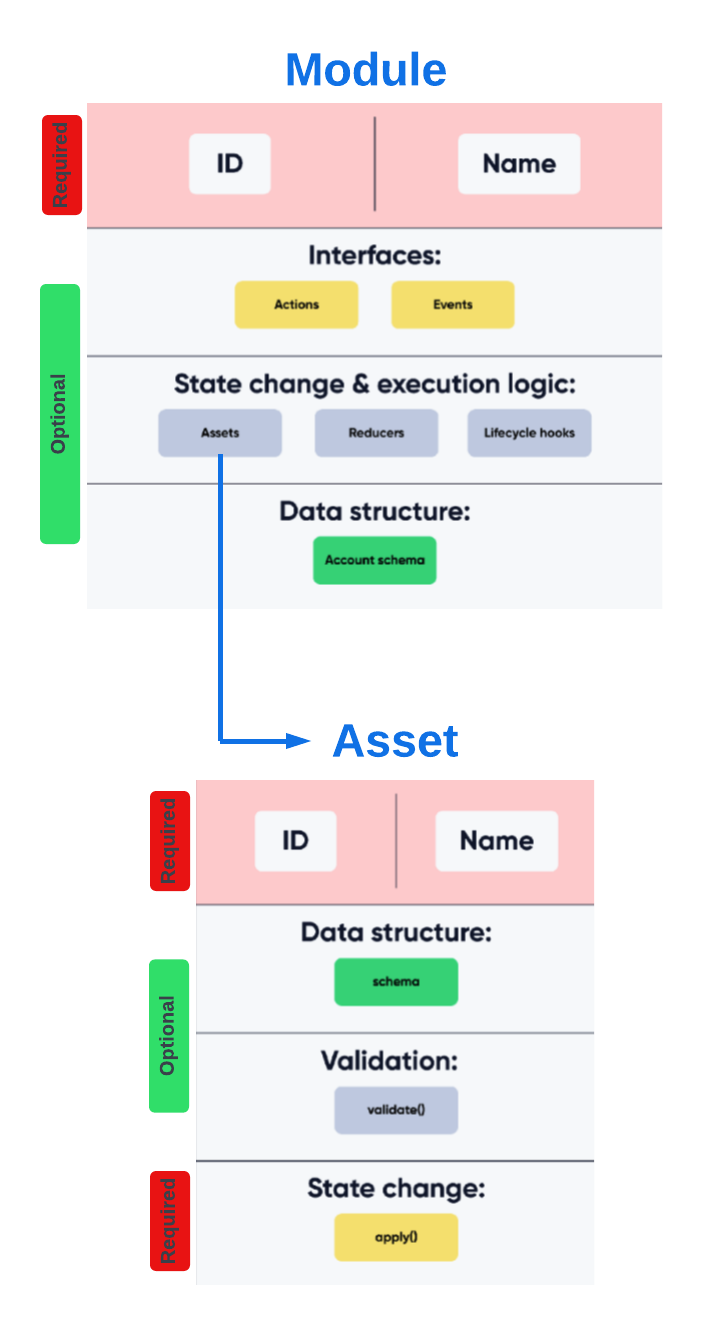 Module
Required
ID
Name
Interfaces:
Actions
Events
Optional
State change & execution logic:
Assets
Reducers
Lifecycle hooks
Data structure:
Account schema
Asset
Required
ID
Name
Data structure:
schema
Optional
Validation:
validate()
Required
State change:
apply()